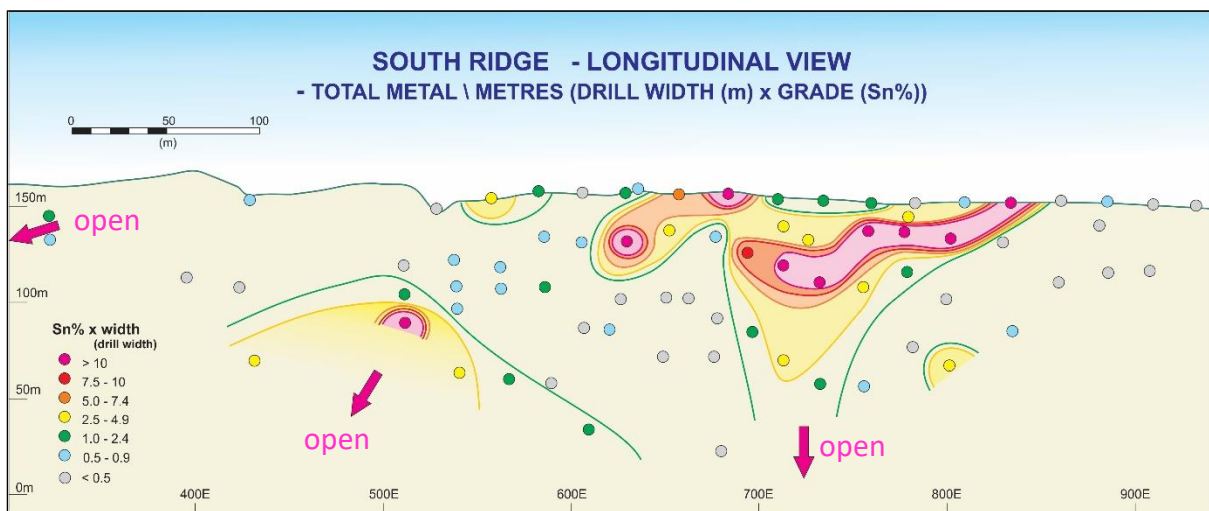 SOUTH RIDGE - LONGITUDINAL VIEW
- TOTAL METAL \ METRES (DRILL WIDTH (m) x GRADE (Sn%))
0 50 100
(m)
150m
open
100m
Sn% x width
(drill width)
> 10
7.5 - 10
5.0 - 7.4
2.5 - 4.9
1.0 - 2.4
0.5 - 0.9
< 0.5
50m
open
open
0m
400E 500E 600E 700E 800E 900E